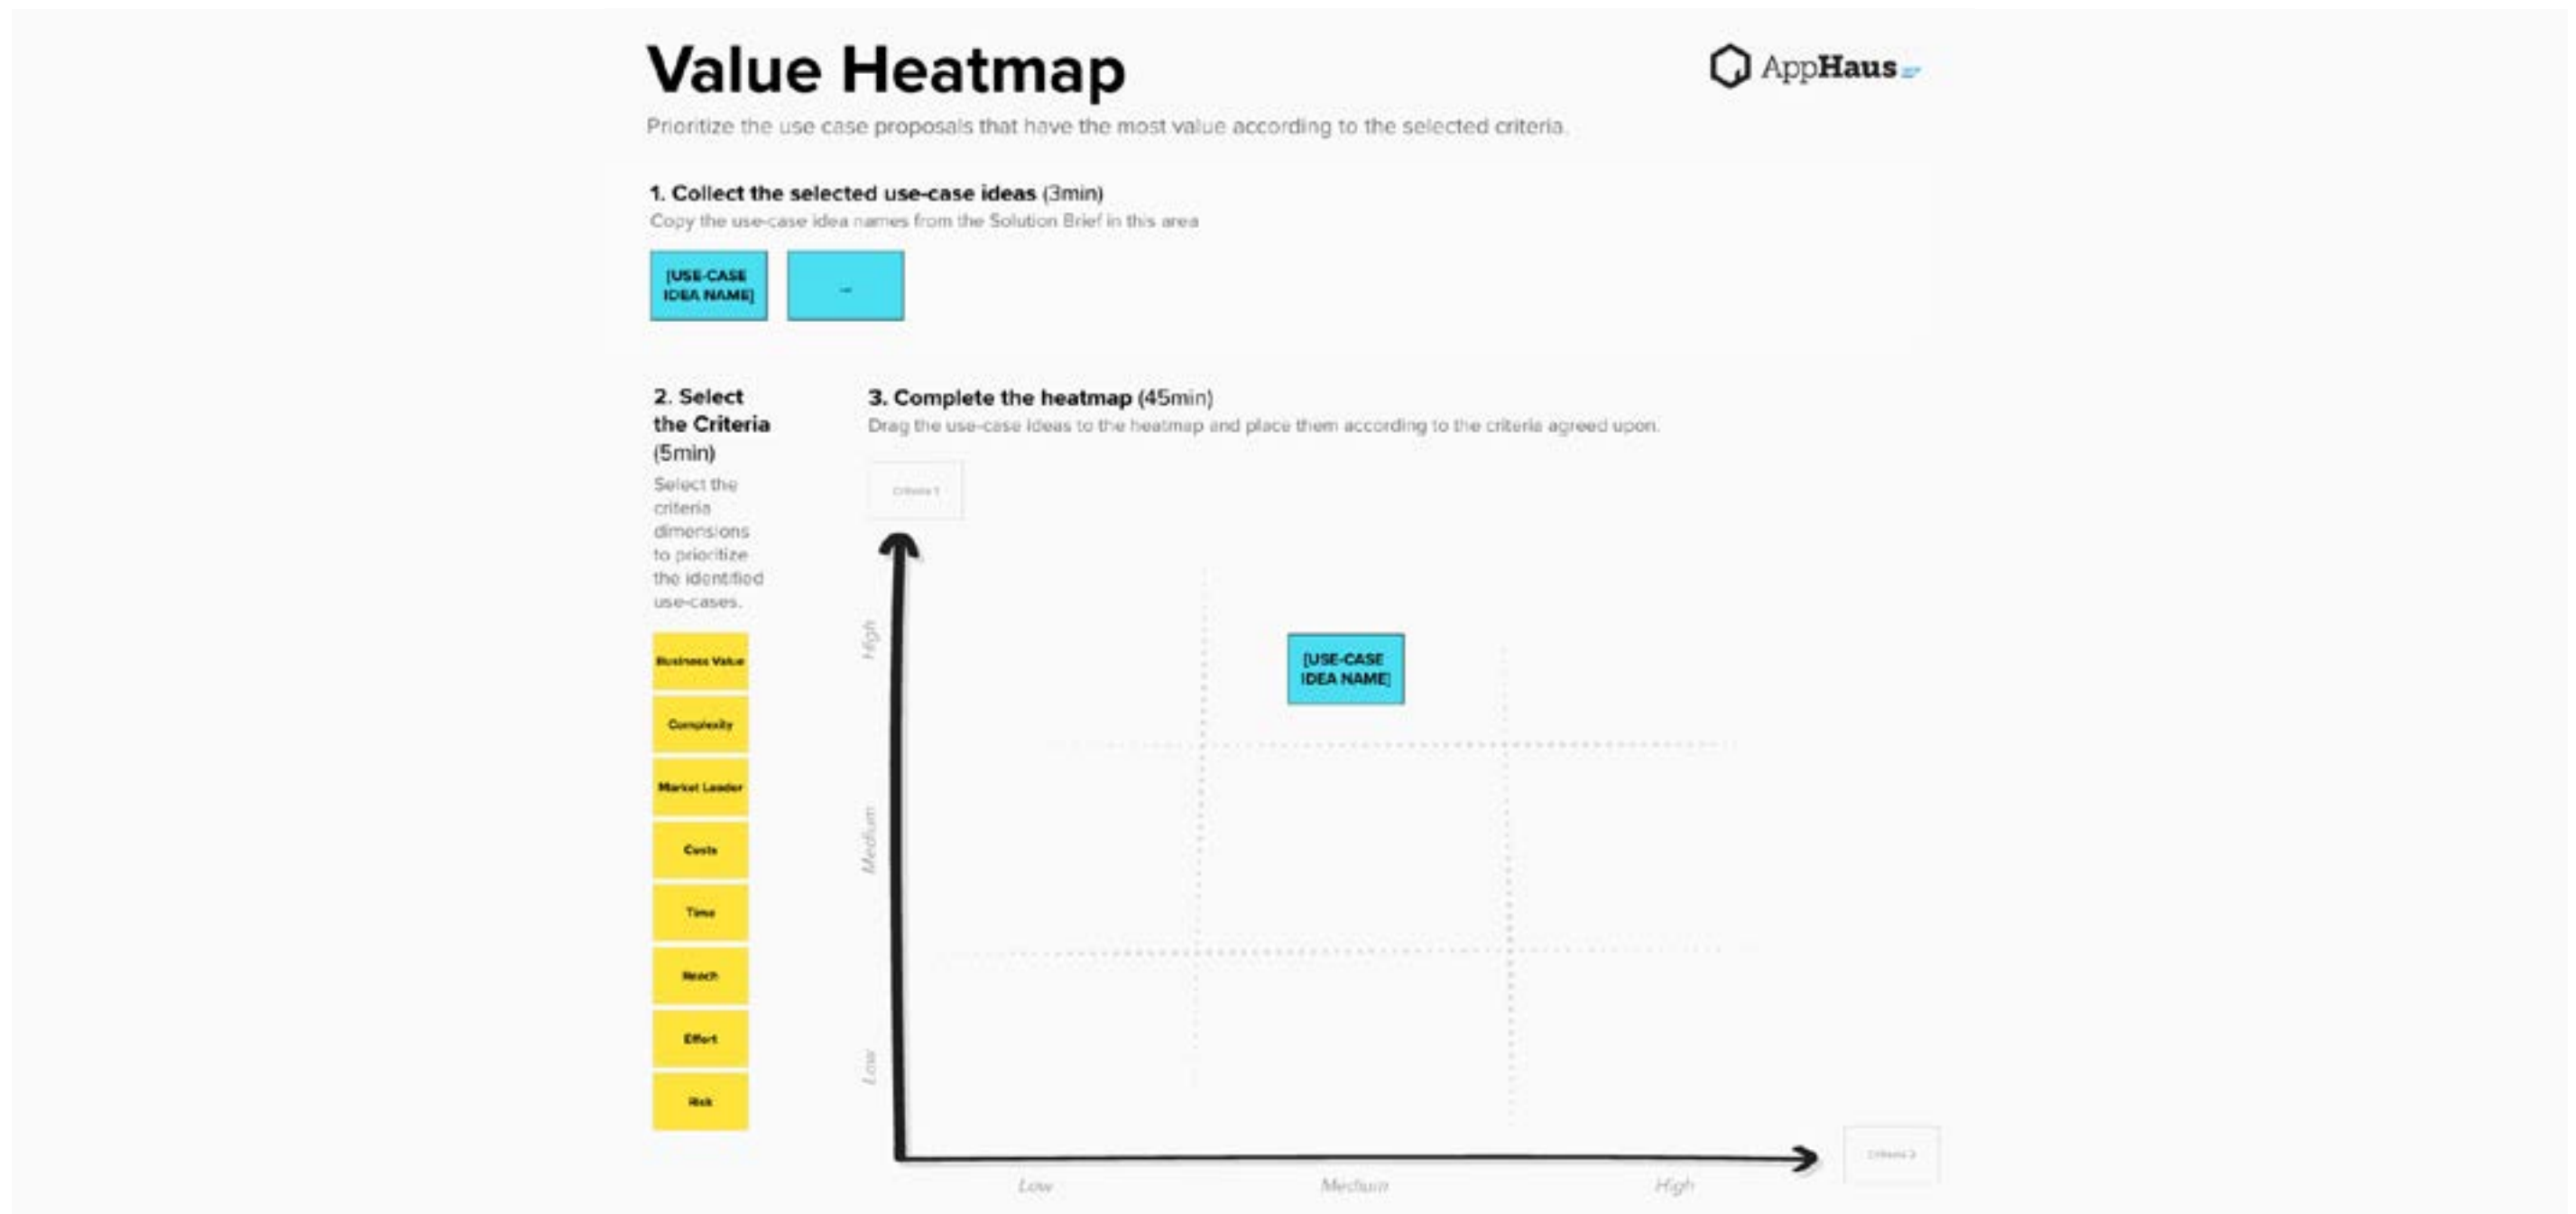 Value Heatmap
AppHaus
Prioritize the use case proposals that have the most value according to the selected criteria.
1. Collect the selected use-case ideas (3min)
Copy the use-case idea names from the Solution Brief in this area
[USE-CASE
IDEA NAME]
...
2. Select
the Criteria
(5min)
Select the
criteria
dimensions
to prioritize
the identified
use-cases.
Business Value
Complexity
Market Leader
Costs
Time
Reach
Effort
Risk
3. Complete the heatmap (45min)
Drag the use-case ideas to the heatmap and place them according to the criteria agreed upon.
Criteria 1
High
Medium
Low
[USE-CASE
IDEA NAME]
Low
Medium
High
Criteria 2